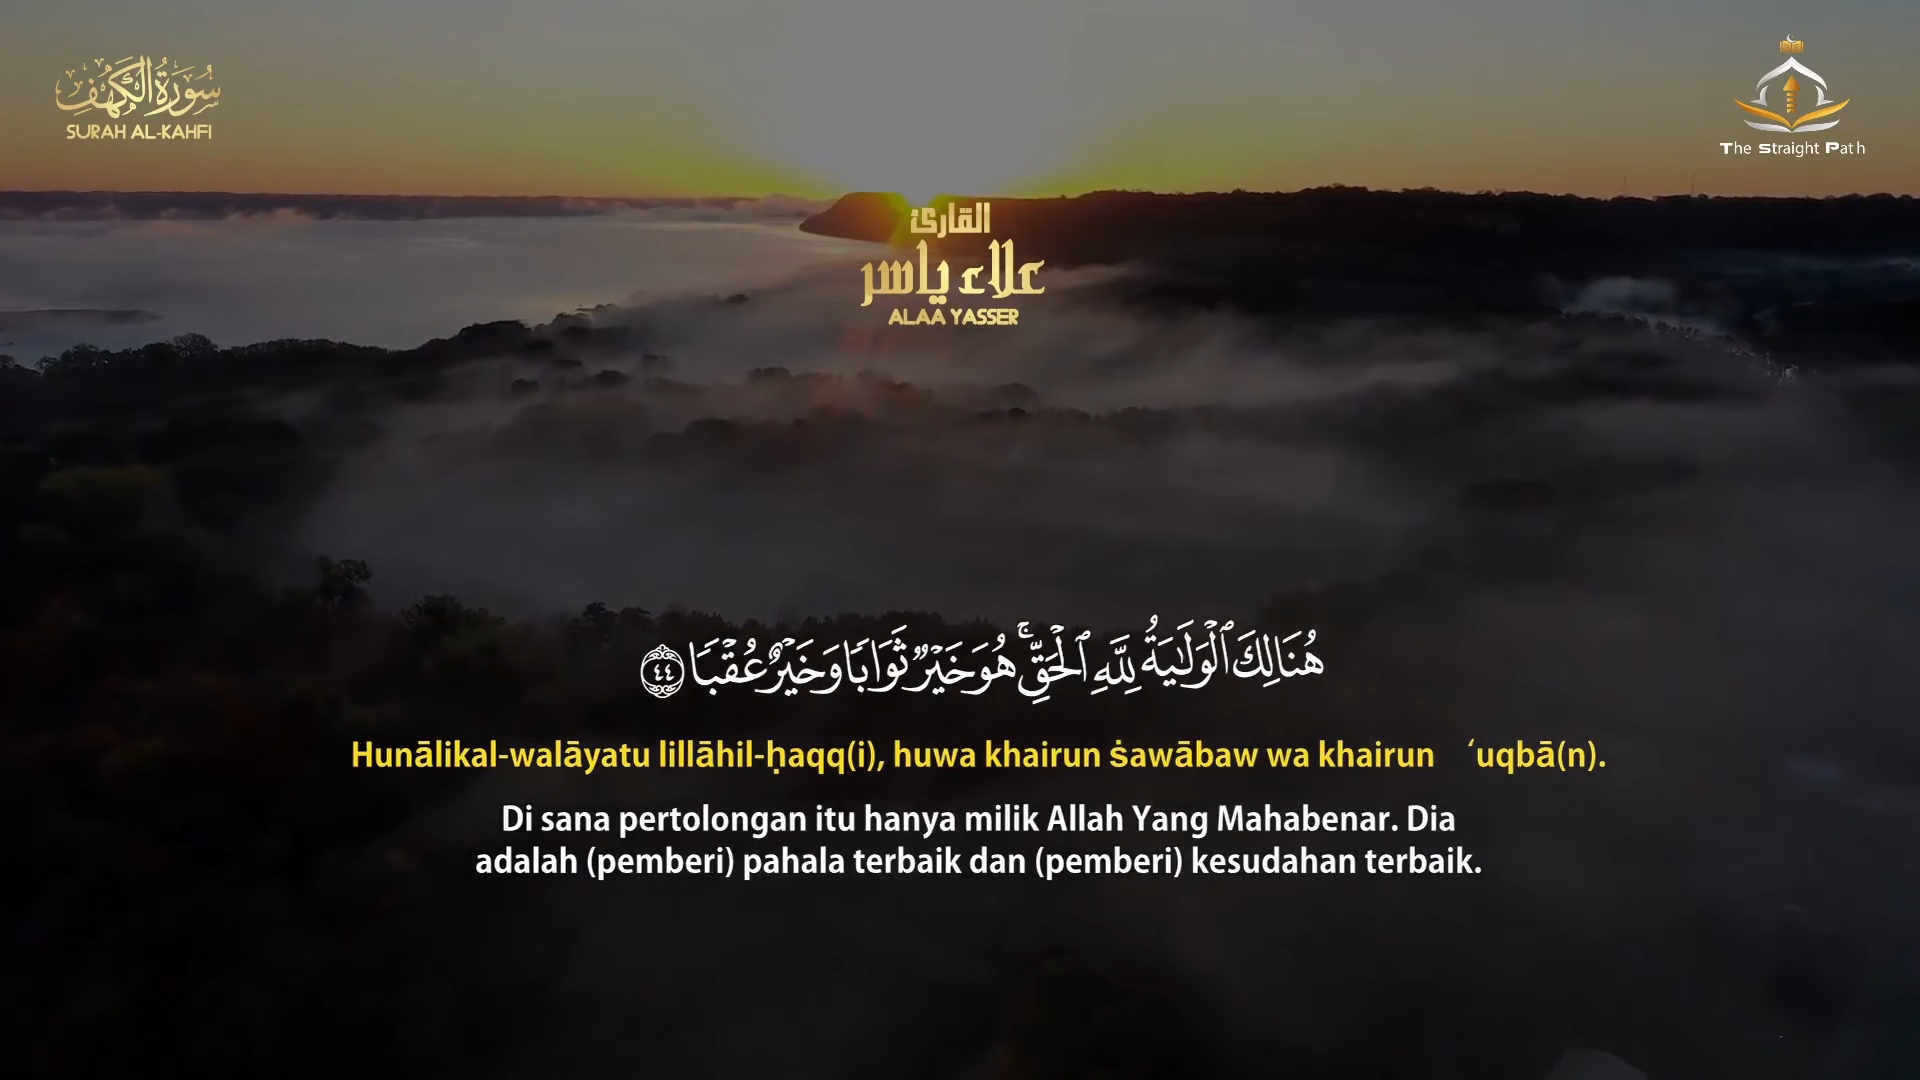 سُورَةُ الْكَهْفِ
SURAH AL-KAHFI
The Straight Path
القارئ
علاء ياسر
ALAA YASSER
هُنَالِكَ ٱلْوَلَٰيَةُ لِلَّهِ ٱلْحَقِّ ۚ هُوَ خَيْرٌ ثَوَابًا وَخَيْرٌ عُقْبًا ٤٤
Hunālikal-walāyatu lillāhil-ḥaqq(i), huwa khairun ṡawābaw wa khairun ‘uqbā(n).
Di sana pertolongan itu hanya milik Allah Yang Mahabenar. Dia
adalah (pemberi) pahala terbaik dan (pemberi) kesudahan terbaik.